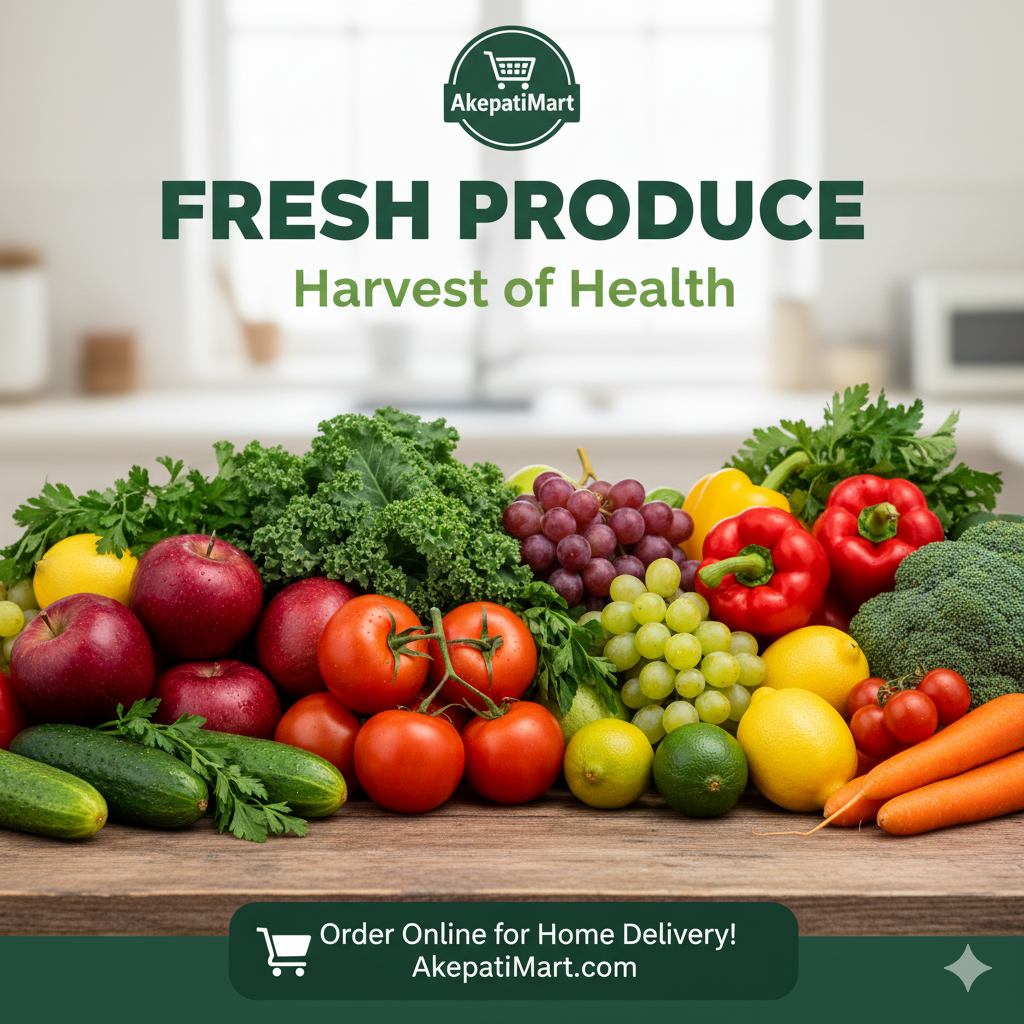 AkepatiMart
FRESH PRODUCE
Harvest of Health
Order Online for Home Delivery!
AkepatiMart.com